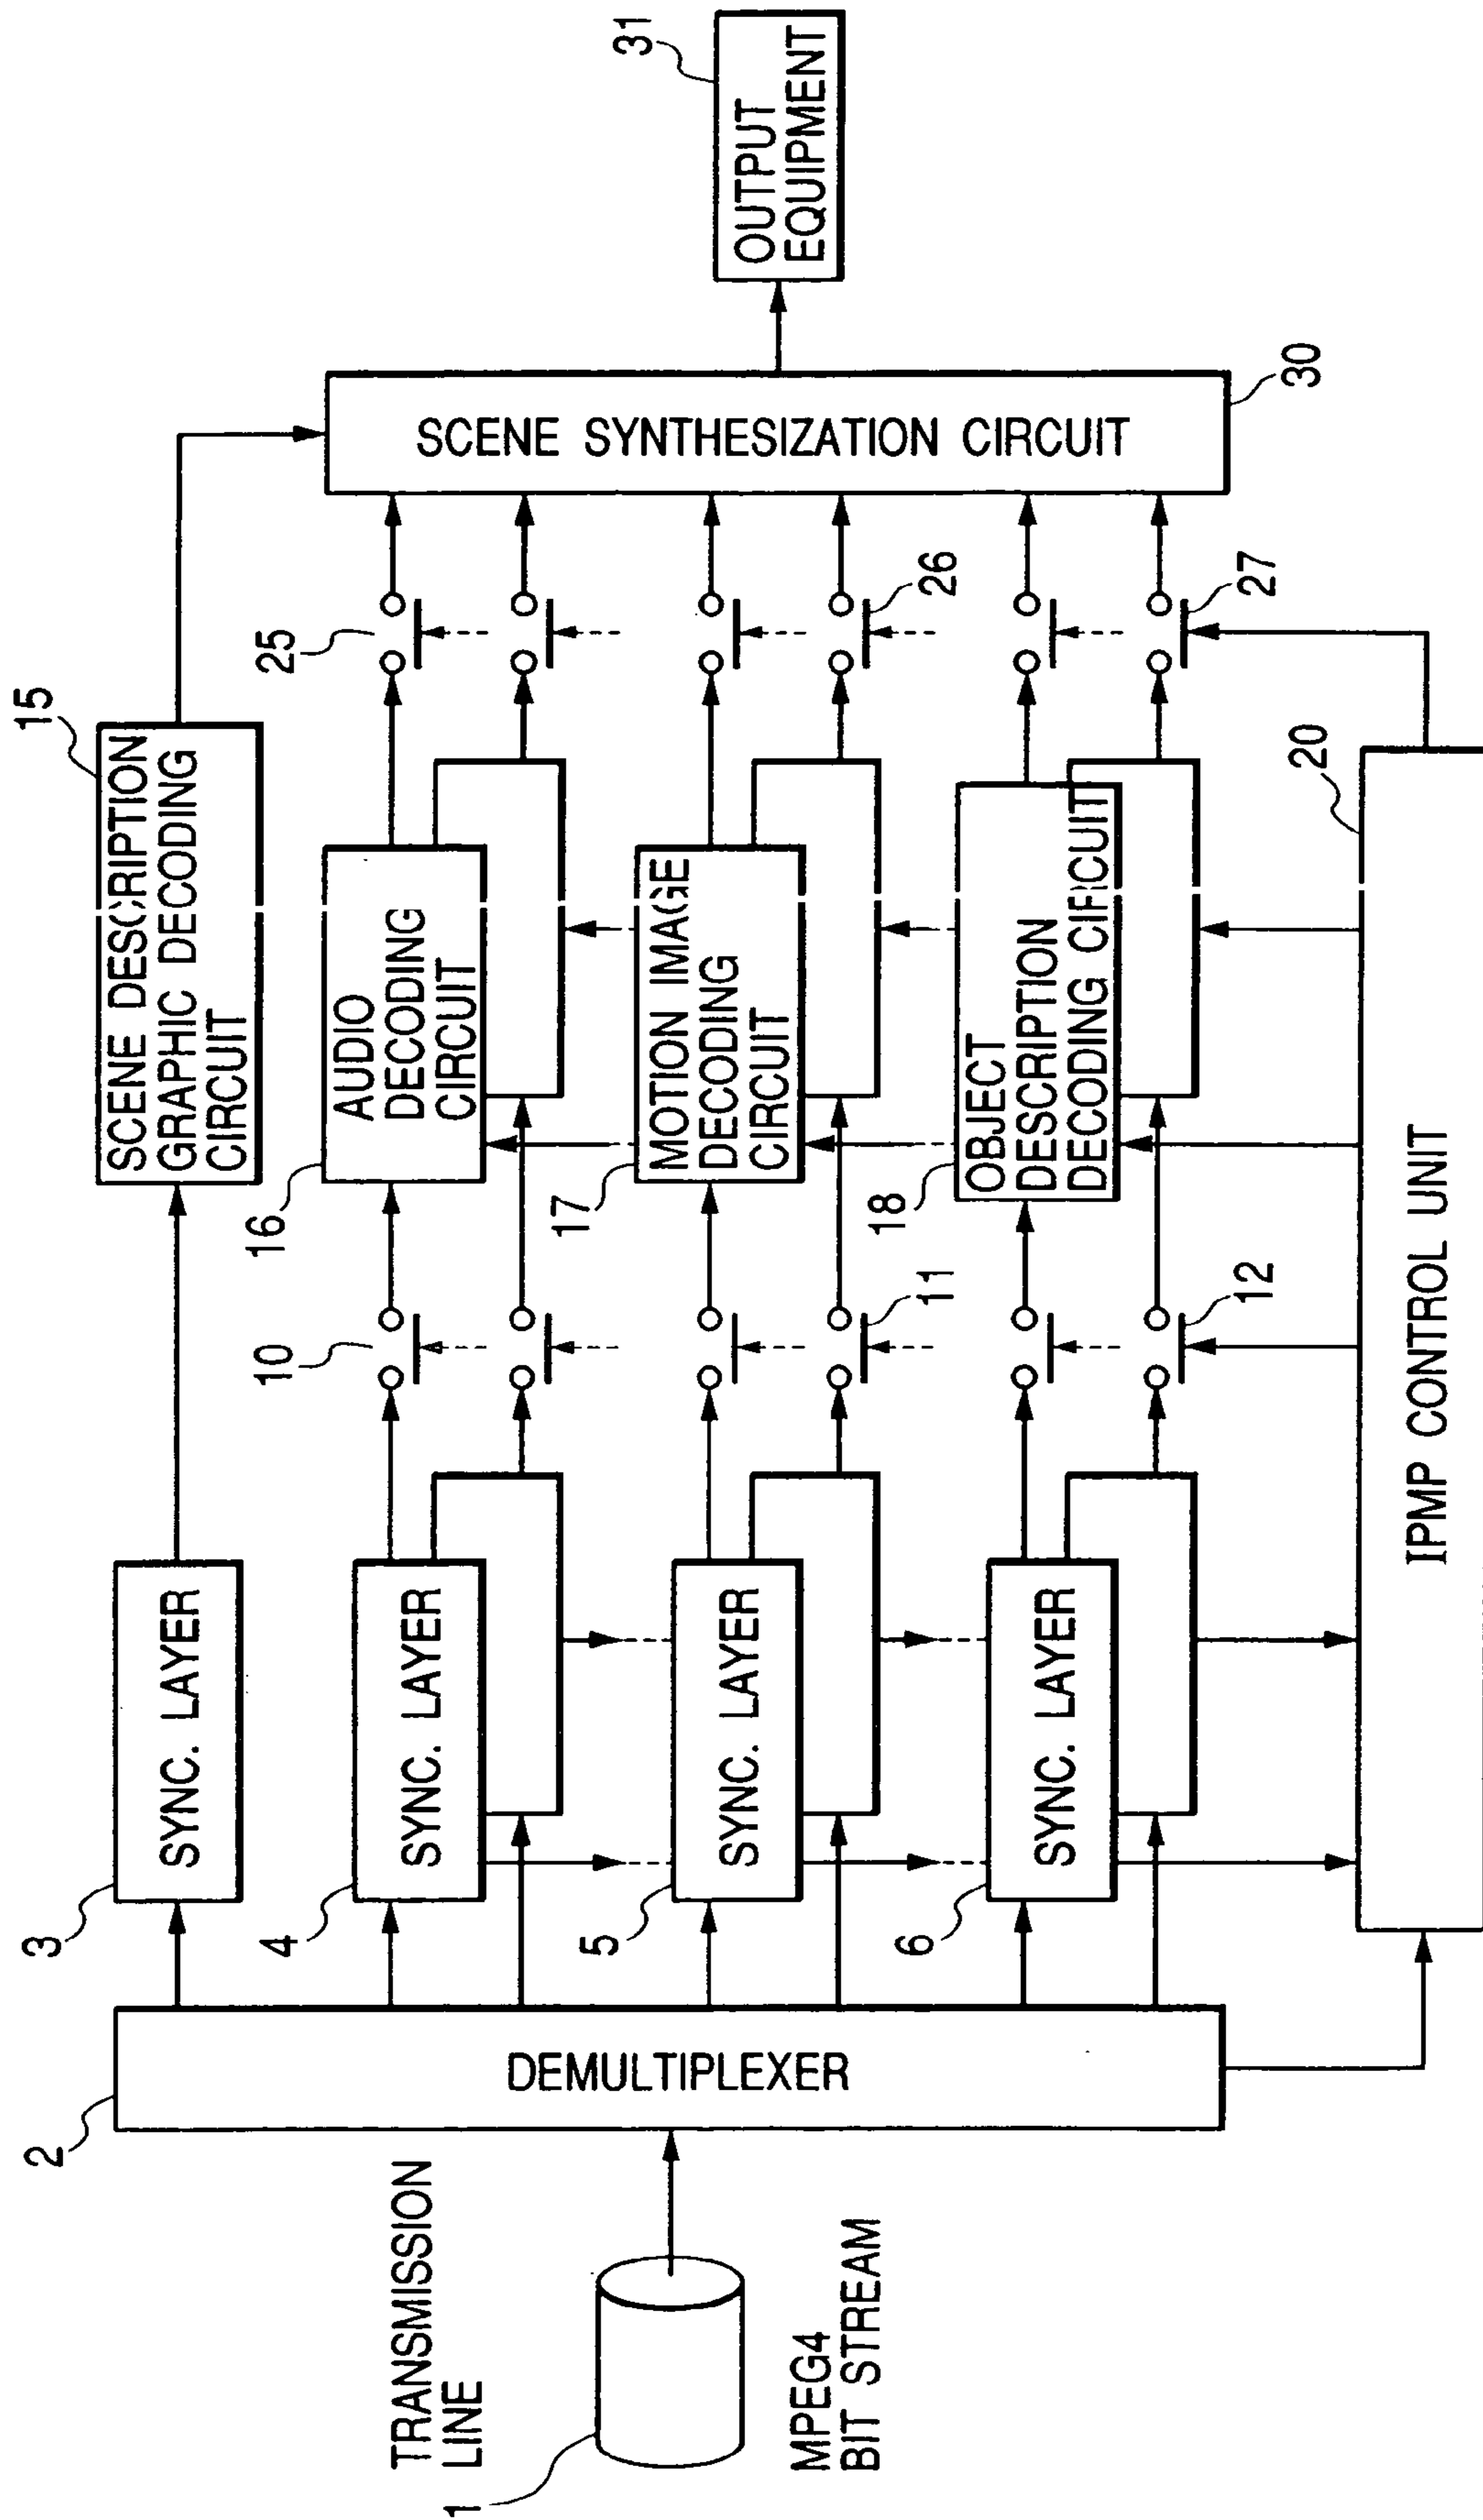 TRANSMISSION
LINE
1
MPEG4
BIT STREAM
2
DEMULTIPLEXER
3
SYNC. LAYER
4
SYNC. LAYER
5
SYNC. LAYER
6
SYNC. LAYER
10
11
12
15
SCENE DESCRIPTION
GRAPHIC DECODING
CIRCUIT
16
AUDIO
DECODING
CIRCUIT
17
MOTION IMAGE
DECODING
CIRCUIT
18
OBJECT
DESCRIPTION
DECODING CIRCUIT
20
IPMP CONTROL UNIT
25
26
27
SCENE SYNTHESIZATION CIRCUIT
30
31
OUTPUT
EQUIPMENT